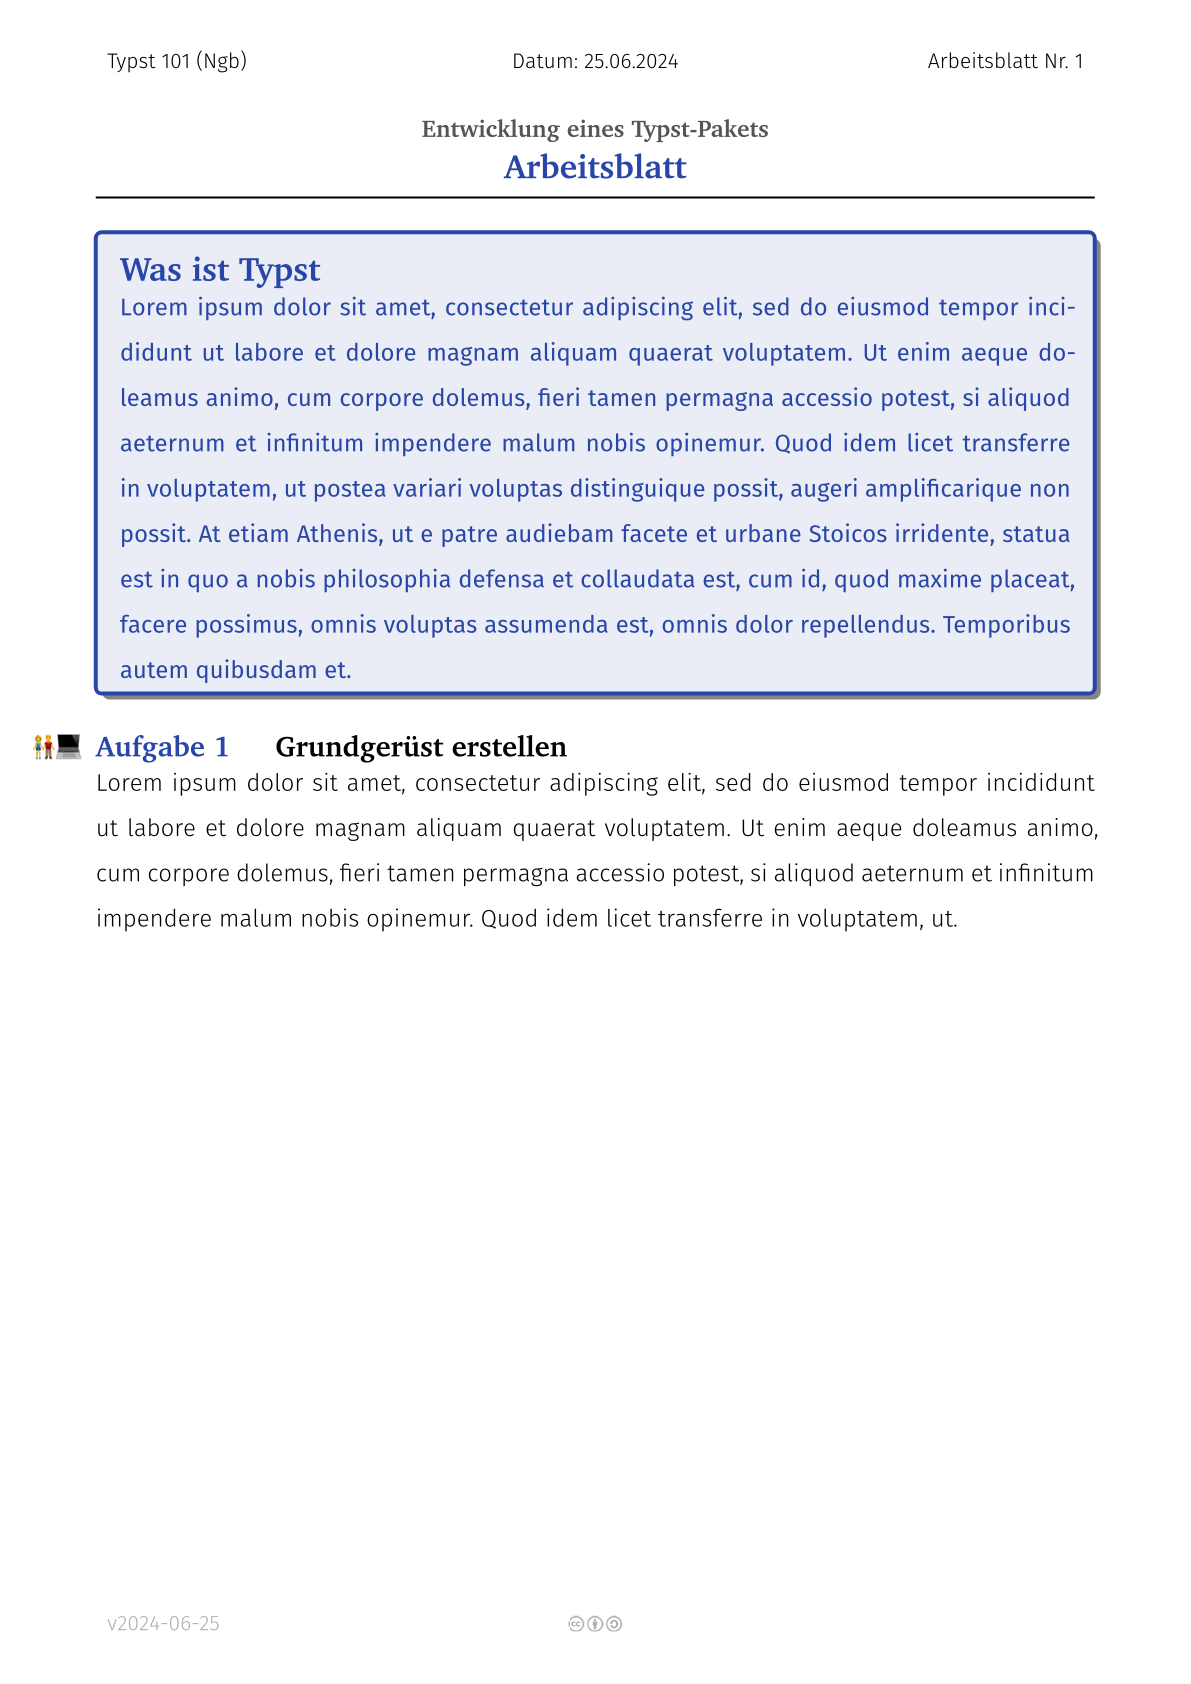 Typst 101 (Ngb) Datum: 25.06.2024 Arbeitsblatt Nr. 1
Entwicklung eines Typst-Pakets
Arbeitsblatt
Was ist Typst
Lorem ipsum dolor sit amet, consectetur adipiscing elit, sed do eiusmod tempor inci-
didunt ut labore et dolore magnam aliquam quaerat voluptatem. Ut enim aeque do-
leamus animo, cum corpore dolemus, fieri tamen permagna accessio potest, si aliquod
aeternum et infinitum impendere malum nobis opinemur. Quod idem licet transferre
in voluptatem, ut postea variari voluptas distinguique possit, augeri amplificarique non
possit. At etiam Athenis, ut e patre audiebam facete et urbane Stoicos irridente, statua
est in quo a nobis philosophia defensa et collaudata est, cum id, quod maxime placeat,
facere possimus, omnis voluptas assumenda est, omnis dolor repellendus. Temporibus
autem quibusdam et.
Aufgabe 1 Grundgerüst erstellen
Lorem ipsum dolor sit amet, consectetur adipiscing elit, sed do eiusmod tempor incididunt
ut labore et dolore magnam aliquam quaerat voluptatem. Ut enim aeque doleamus animo,
cum corpore dolemus, fieri tamen permagna accessio potest, si aliquod aeternum et infinitum
impendere malum nobis opinemur. Quod idem licet transferre in voluptatem, ut.
v2024-06-25